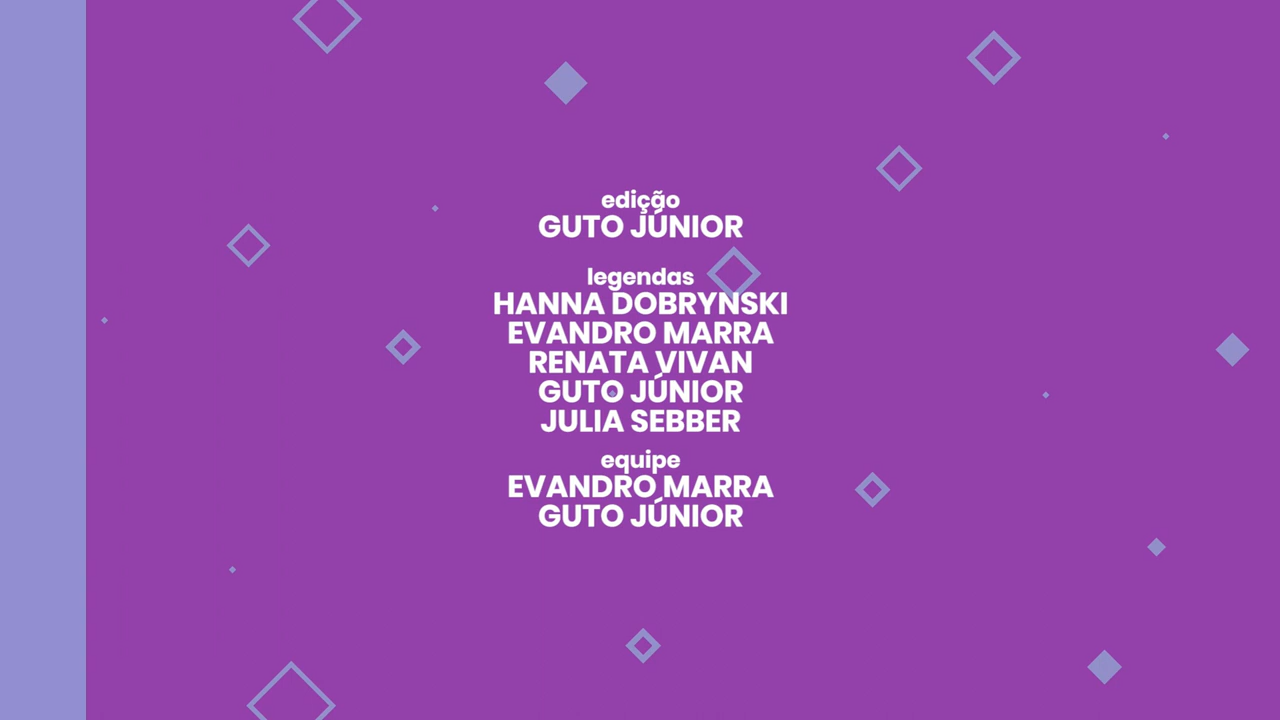 edição
GUTO JÚNIOR
legendas
HANNA DOBRYNSKI
EVANDRO MARRA
RENATA VIVAN
GUTO JÚNIOR
JULIA SEBBER
equipe
EVANDRO MARRA
GUTO JÚNIOR